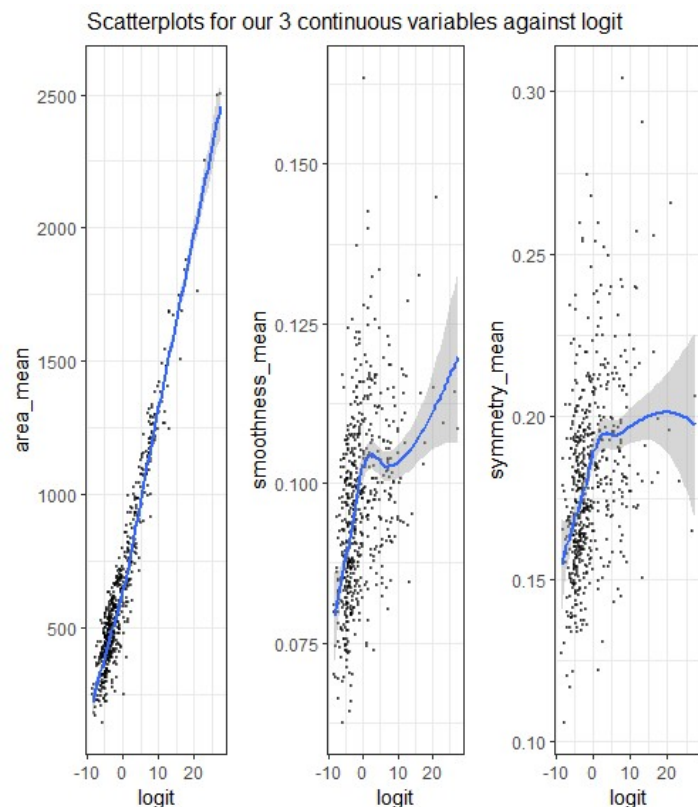 Scatterplots for our 3 continuous variables against logit
area_mean
2500
2000
1500
1000
500
-10 0 10 20
logit
smoothness_mean
0.150
0.125
0.100
0.075
-10 0 10 20
logit
symmetry_mean
0.30
0.25
0.20
0.15
0.10
-10 0 10 20
logit